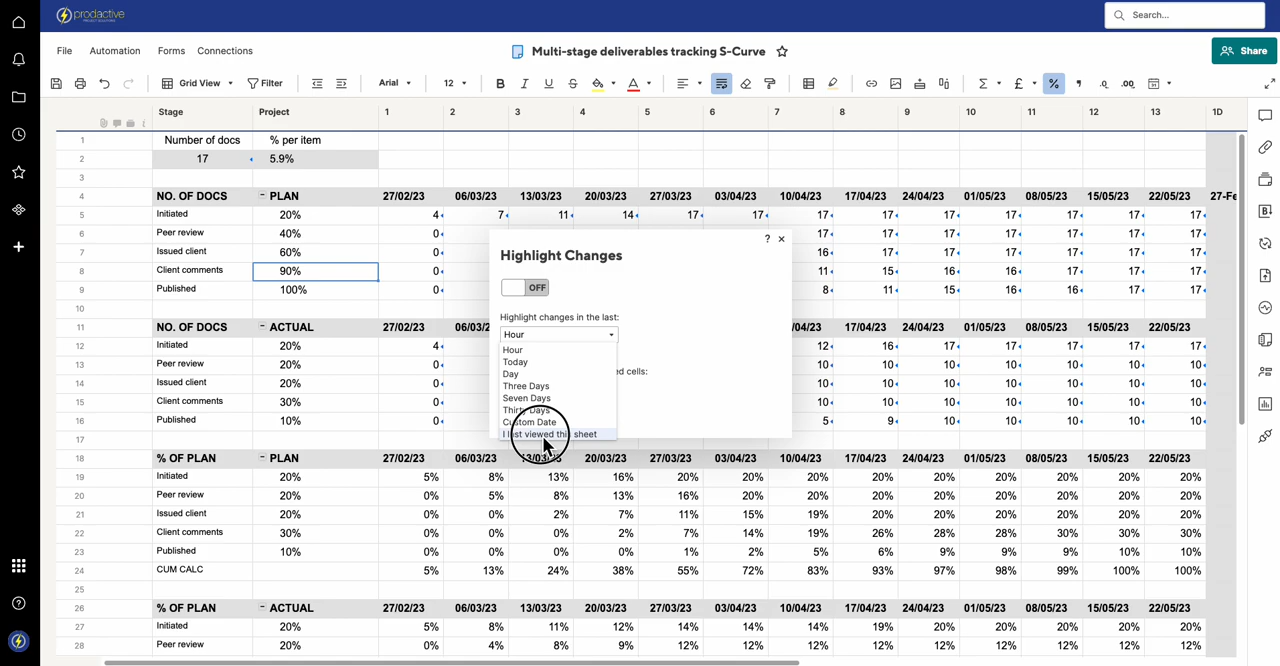 prodactive
PROJECT SOLUTIONS
Search...
File Automation Forms Connections
Multi-stage deliverables tracking S-Curve
Share
Grid View Filter Arial 12 B I U S A Σ £ % , .0 .00
Stage Project 1 2 3 4 5 6 7 8 9 10 11 12 13 1D
1 Number of docs % per item
2 17 5.9%
3
4 NO. OF DOCS PLAN 27/02/23 06/03/23 13/03/23 20/03/23 27/03/23 03/04/23 10/04/23 17/04/23 24/04/23 01/05/23 08/05/23 15/05/23 22/05/23 27-Fe
5 Initiated 20% 4 7 11 14 17 17 17 17 17 17 17 17 17
6 Peer review 40% 0 17 17 17 17 17 17 17
7 Issued client 60% 0 16 17 17 17 17 17 17
8 Client comments 90% 0 11 15 16 16 17 17 17
9 Published 100% 0 8 11 15 16 16 17 17
10
11 NO. OF DOCS ACTUAL 27/02/23 06/03/2 /04/23 17/04/23 24/04/23 01/05/23 08/05/23 15/05/23 22/05/23
12 Initiated 20% 4 12 16 17 17 17 17 17
13 Peer review 20% 0 10 10 10 10 10 10 10
14 Issued client 20% 0 10 10 10 10 10 10 10
15 Client comments 30% 0 10 10 10 10 10 10 10
16 Published 10% 0 5 9 10 10 10 10 10
17
18 % OF PLAN PLAN 27/02/23 06/03/23 13/03/23 20/03/23 27/03/23 03/04/23 10/04/23 17/04/23 24/04/23 01/05/23 08/05/23 15/05/23 22/05/23
19 Initiated 20% 5% 8% 13% 16% 20% 20% 20% 20% 20% 20% 20% 20% 20%
20 Peer review 20% 0% 5% 8% 13% 16% 20% 20% 20% 20% 20% 20% 20% 20%
21 Issued client 20% 0% 0% 2% 7% 11% 15% 19% 20% 20% 20% 20% 20% 20%
22 Client comments 30% 0% 0% 0% 2% 7% 14% 19% 26% 28% 28% 30% 30% 30%
23 Published 10% 0% 0% 0% 0% 1% 2% 5% 6% 9% 9% 9% 10% 10%
24 CUM CALC 5% 13% 24% 38% 55% 72% 83% 93% 97% 98% 99% 100% 100%
25
26 % OF PLAN ACTUAL 27/02/23 06/03/23 13/03/23 20/03/23 27/03/23 03/04/23 10/04/23 17/04/23 24/04/23 01/05/23 08/05/23 15/05/23 22/05/23
27 Initiated 20% 5% 8% 11% 12% 14% 14% 14% 19% 20% 20% 20% 20% 20%
28 Peer review 20% 0% 4% 8% 9% 12% 12% 12% 12% 12% 12% 12% 12% 12%
? ×
Highlight Changes
OFF
Highlight changes in the last:
Hour
Hour
Today
Day
ed cells:
Three Days
Seven Days
Thirty Days
Custom Date
I last viewed this sheet